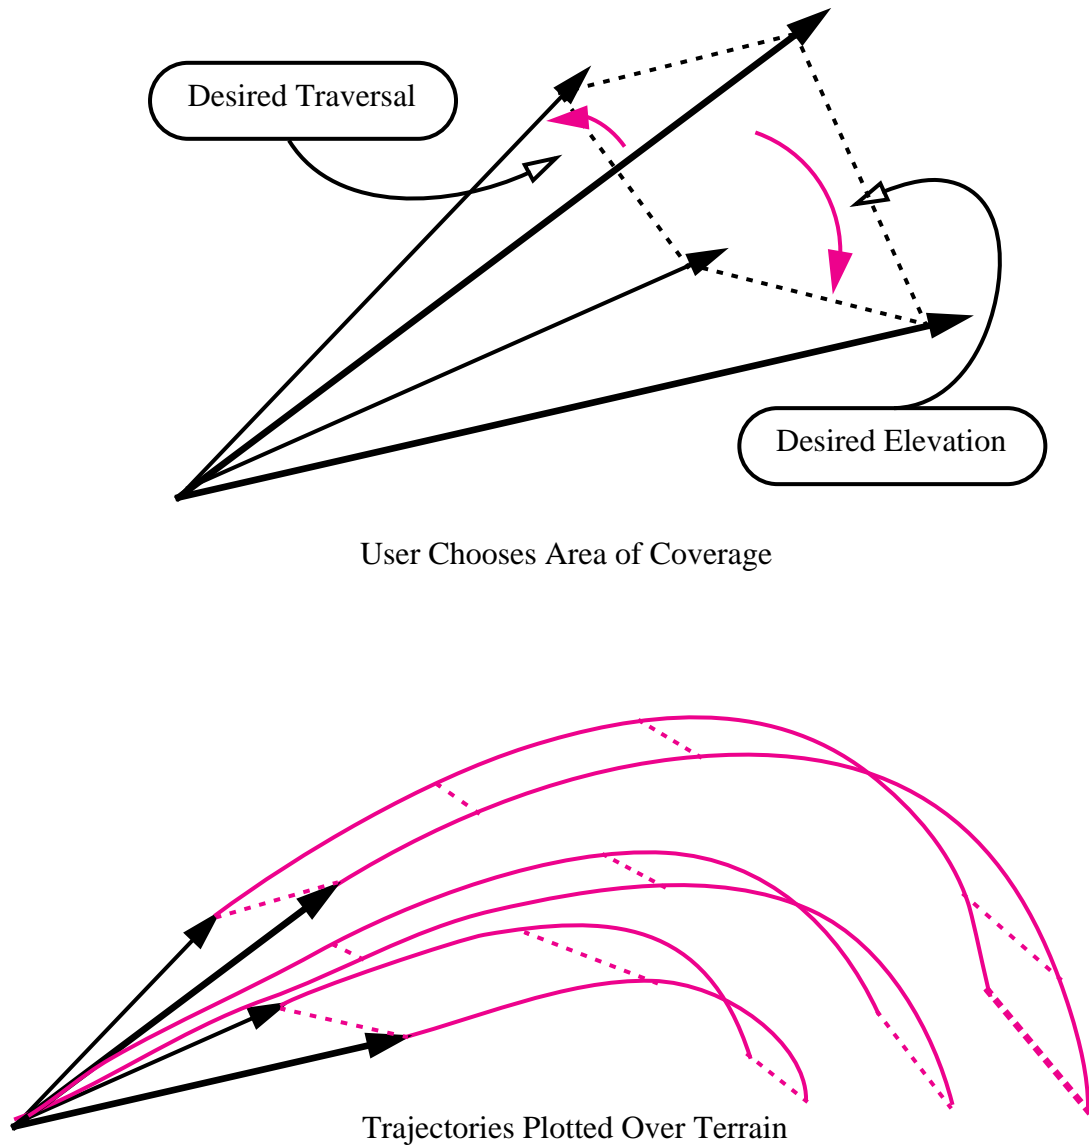 Desired Traversal
Desired Elevation
User Chooses Area of Coverage
Trajectories Plotted Over Terrain